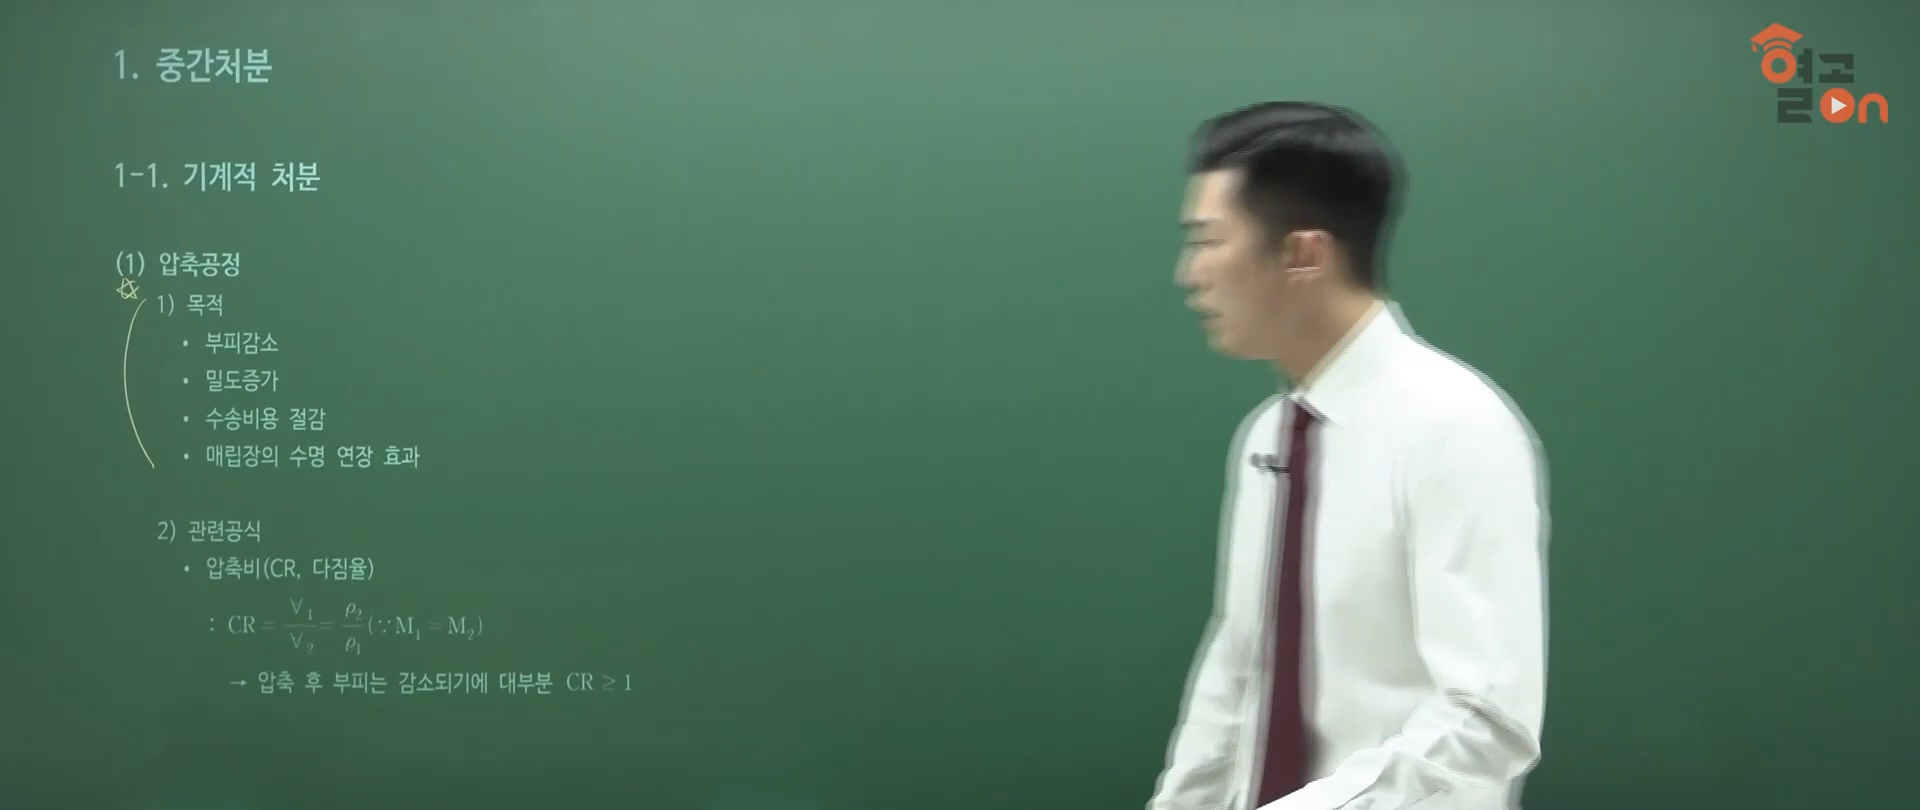 1. 중간처분
열공
on
1-1. 기계적 처분
(1) 압축공정
1) 목적
• 부피감소
• 밀도증가
• 수송비용 절감
• 매립장의 수명 연장 효과
2) 관련공식
• 압축비(CR, 다짐율)
: CR = ∀₁/∀₂ = ρ₂/ρ₁ (∵M₁ = M₂)
→ 압축 후 부피는 감소되기에 대부분 CR ≥ 1